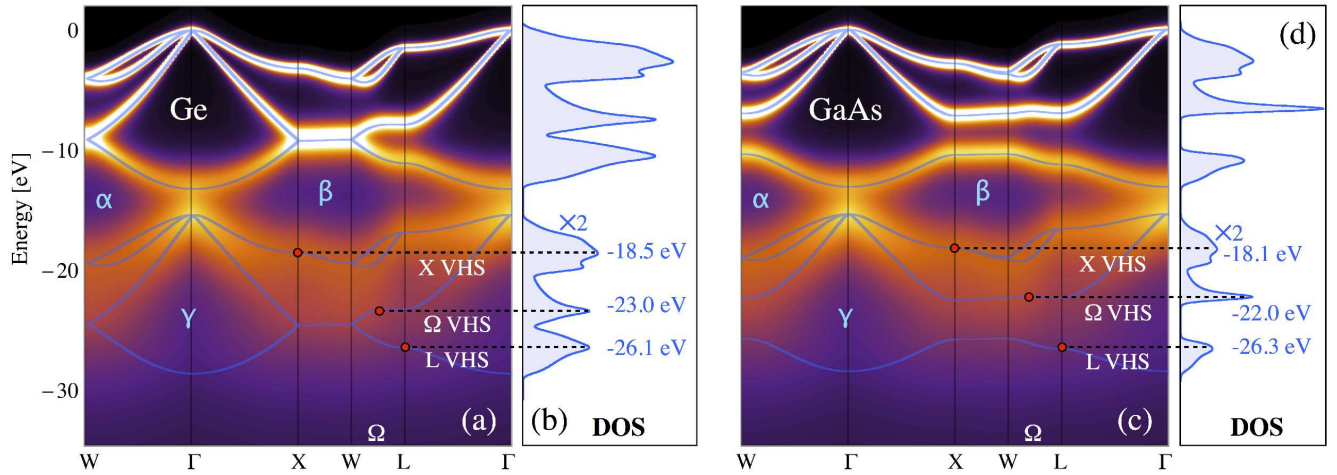 0
−10
−20
−30
Energy [eV]
Ge
α
β
γ
X VHS
Ω VHS
L VHS
(a)
Ω
W Γ X W L Γ
×2
-18.5 eV
-23.0 eV
-26.1 eV
(b)
DOS
GaAs
α
β
γ
X VHS
Ω VHS
L VHS
(c)
Ω
W Γ X W L Γ
(d)
×2
-18.1 eV
-22.0 eV
-26.3 eV
DOS